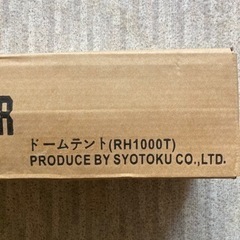 R
ドームテント(RH1000T)
PRODUCE BY SYOTOKU CO.,LTD.